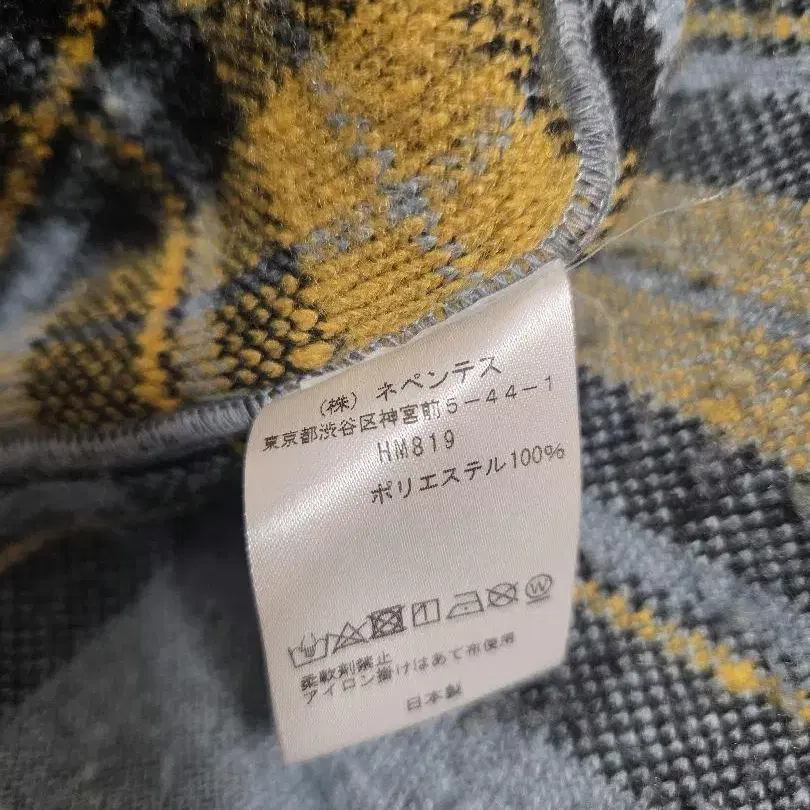 (株) ネペンテス
東京都渋谷区神宮前5-44-1
HM819
ポリエステル100%
W
柔軟剤禁止
アイロン掛けはあて布使用
日本製